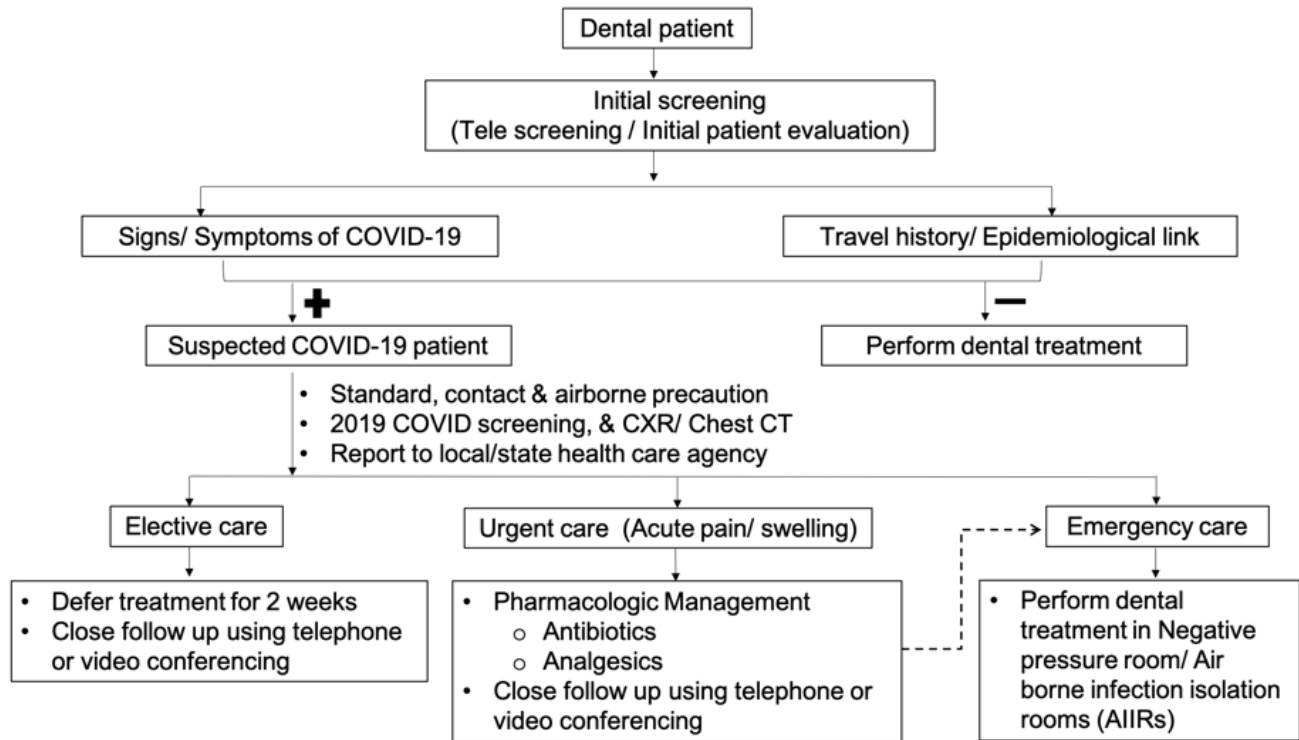 Dental patient
Initial screening
(Tele screening / Initial patient evaluation)
Signs/ Symptoms of COVID-19
Travel history/ Epidemiological link
+
−
Suspected COVID-19 patient
Perform dental treatment
• Standard, contact & airborne precaution
• 2019 COVID screening, & CXR/ Chest CT
• Report to local/state health care agency
Elective care
Urgent care (Acute pain/ swelling)
Emergency care
• Defer treatment for 2 weeks
• Close follow up using telephone
or video conferencing
• Pharmacologic Management
o Antibiotics
o Analgesics
• Close follow up using telephone or
video conferencing
• Perform dental
treatment in Negative
pressure room/ Air
borne infection isolation
rooms (AIIRs)